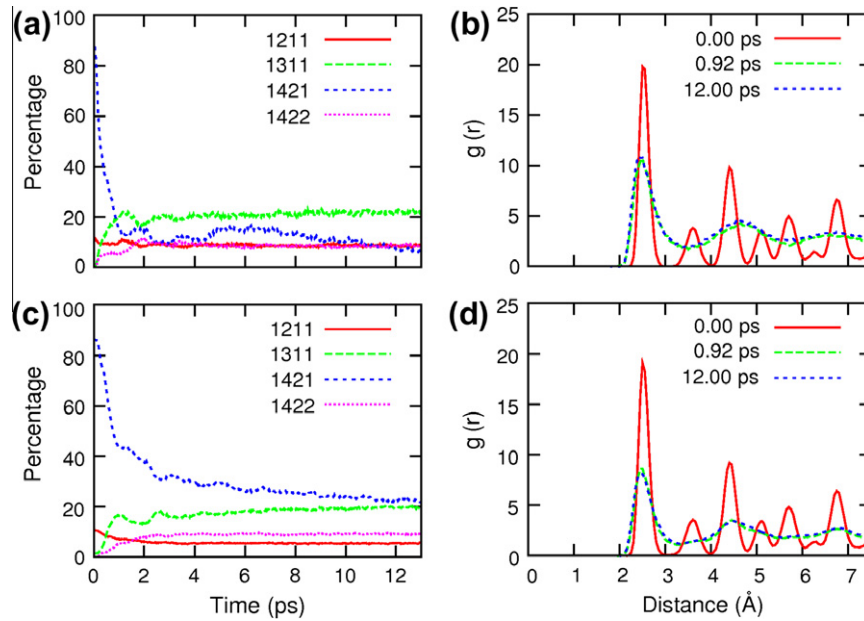 (a)
100
80
60
40
20
0
Percentage
1211
1311
1421
1422
(b)
25
20
15
10
5
0
g (r)
0.00 ps
0.92 ps
12.00 ps
(c)
100
80
60
40
20
0
Percentage
1211
1311
1421
1422
0 2 4 6 8 10 12
Time (ps)
(d)
25
20
15
10
5
0
g (r)
0.00 ps
0.92 ps
12.00 ps
0 1 2 3 4 5 6 7
Distance (Å)